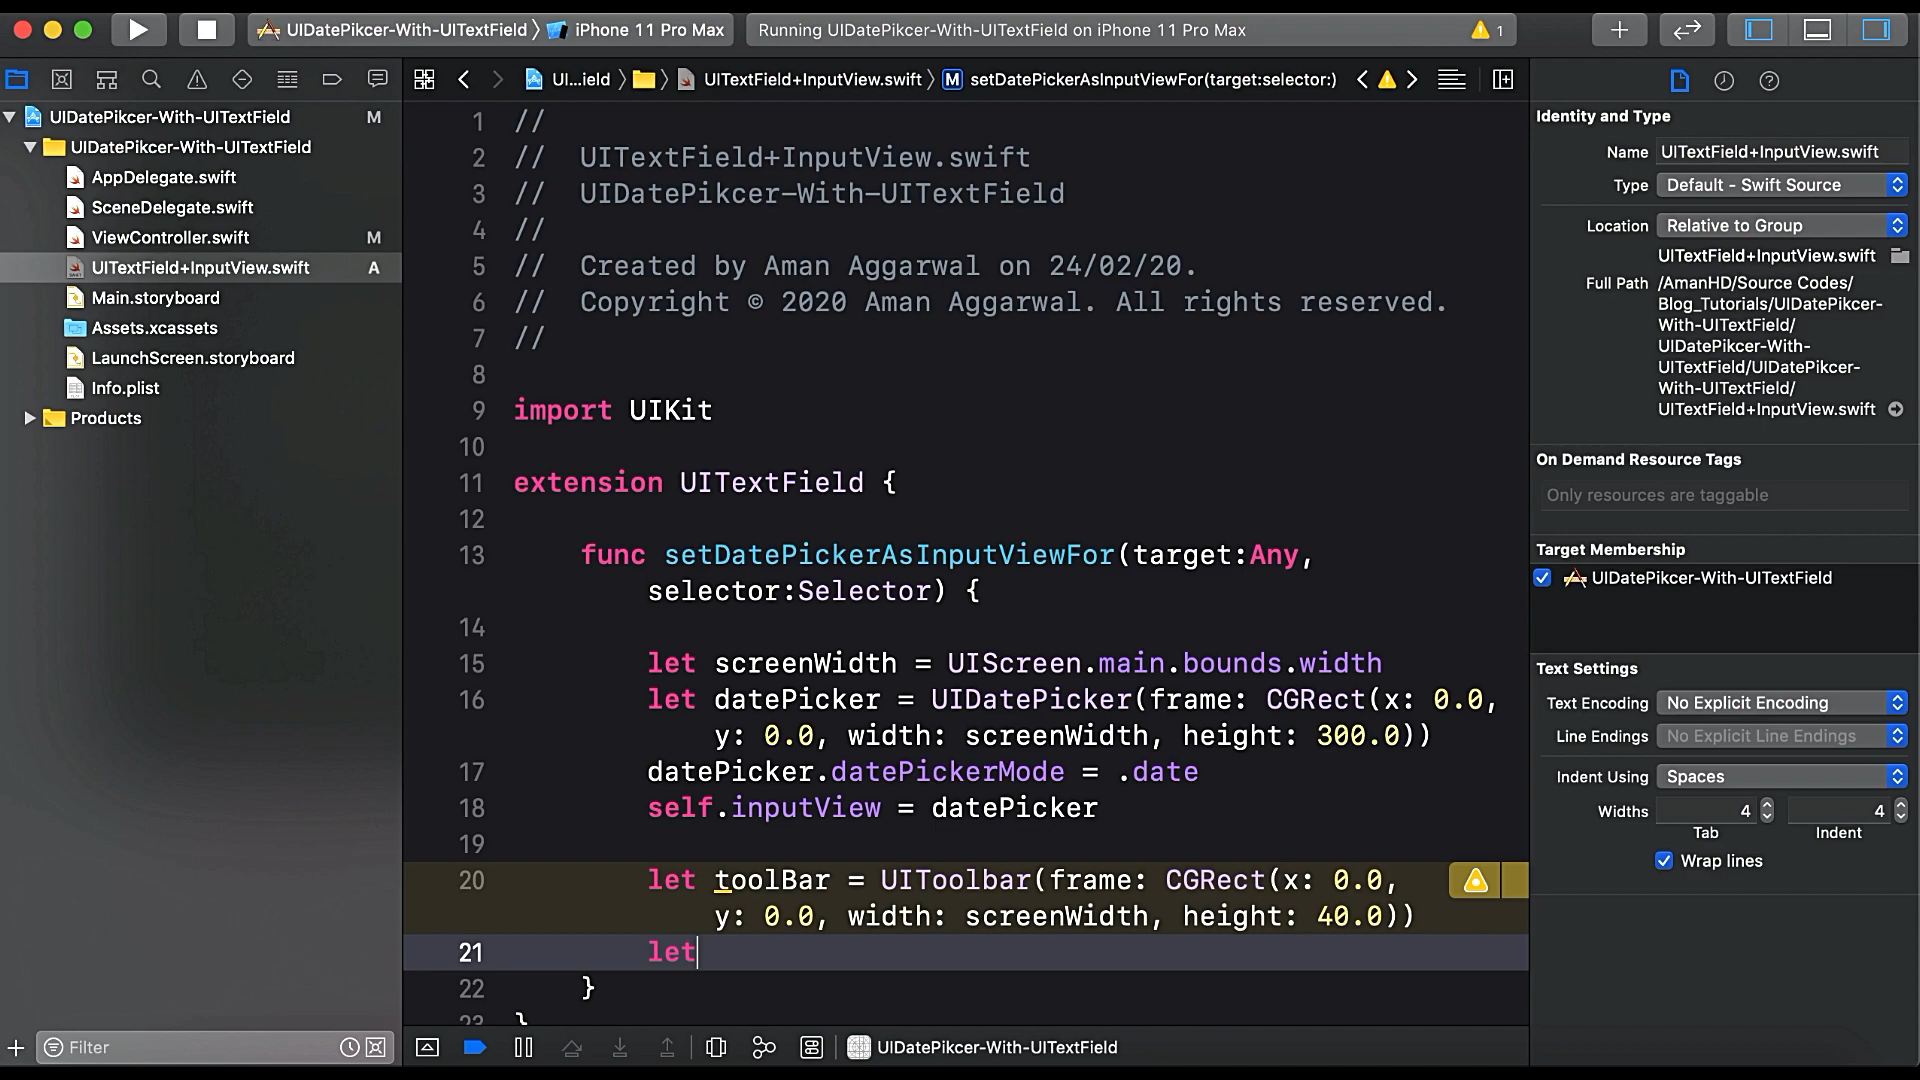 UIDatePikcer-With-UITextField
iPhone 11 Pro Max
Running UIDatePikcer-With-UITextField on iPhone 11 Pro Max
1
UI...ield
UITextField+InputView.swift
M
setDatePickerAsInputViewFor(target:selector:)
UIDatePikcer-With-UITextField
M
UIDatePikcer-With-UITextField
AppDelegate.swift
SceneDelegate.swift
ViewController.swift
M
UITextField+InputView.swift
A
Main.storyboard
Assets.xcassets
LaunchScreen.storyboard
Info.plist
Products
Filter
1 //
2 //  UITextField+InputView.swift
3 //  UIDatePikcer-With-UITextField
4 //
5 //  Created by Aman Aggarwal on 24/02/20.
6 //  Copyright © 2020 Aman Aggarwal. All rights reserved.
7 //
8
9 import UIKit
10
11 extension UITextField {
12
13     func setDatePickerAsInputViewFor(target:Any,
selector:Selector) {
14
15         let screenWidth = UIScreen.main.bounds.width
16         let datePicker = UIDatePicker(frame: CGRect(x: 0.0,
y: 0.0, width: screenWidth, height: 300.0))
17         datePicker.datePickerMode = .date
18         self.inputView = datePicker
19
20         let toolBar = UIToolbar(frame: CGRect(x: 0.0,
y: 0.0, width: screenWidth, height: 40.0))
21         let
22     }
23 }
UIDatePikcer-With-UITextField
Identity and Type
Name UITextField+InputView.swift
Type Default - Swift Source
Location Relative to Group
UITextField+InputView.swift
Full Path /AmanHD/Source Codes/
Blog_Tutorials/UIDatePikcer-
With-UITextField/
UIDatePikcer-With-
UITextField/UIDatePikcer-
With-UITextField/
UITextField+InputView.swift
On Demand Resource Tags
Only resources are taggable
Target Membership
UIDatePikcer-With-UITextField
Text Settings
Text Encoding No Explicit Encoding
Line Endings No Explicit Line Endings
Indent Using Spaces
Widths 4 4
Tab Indent
Wrap lines